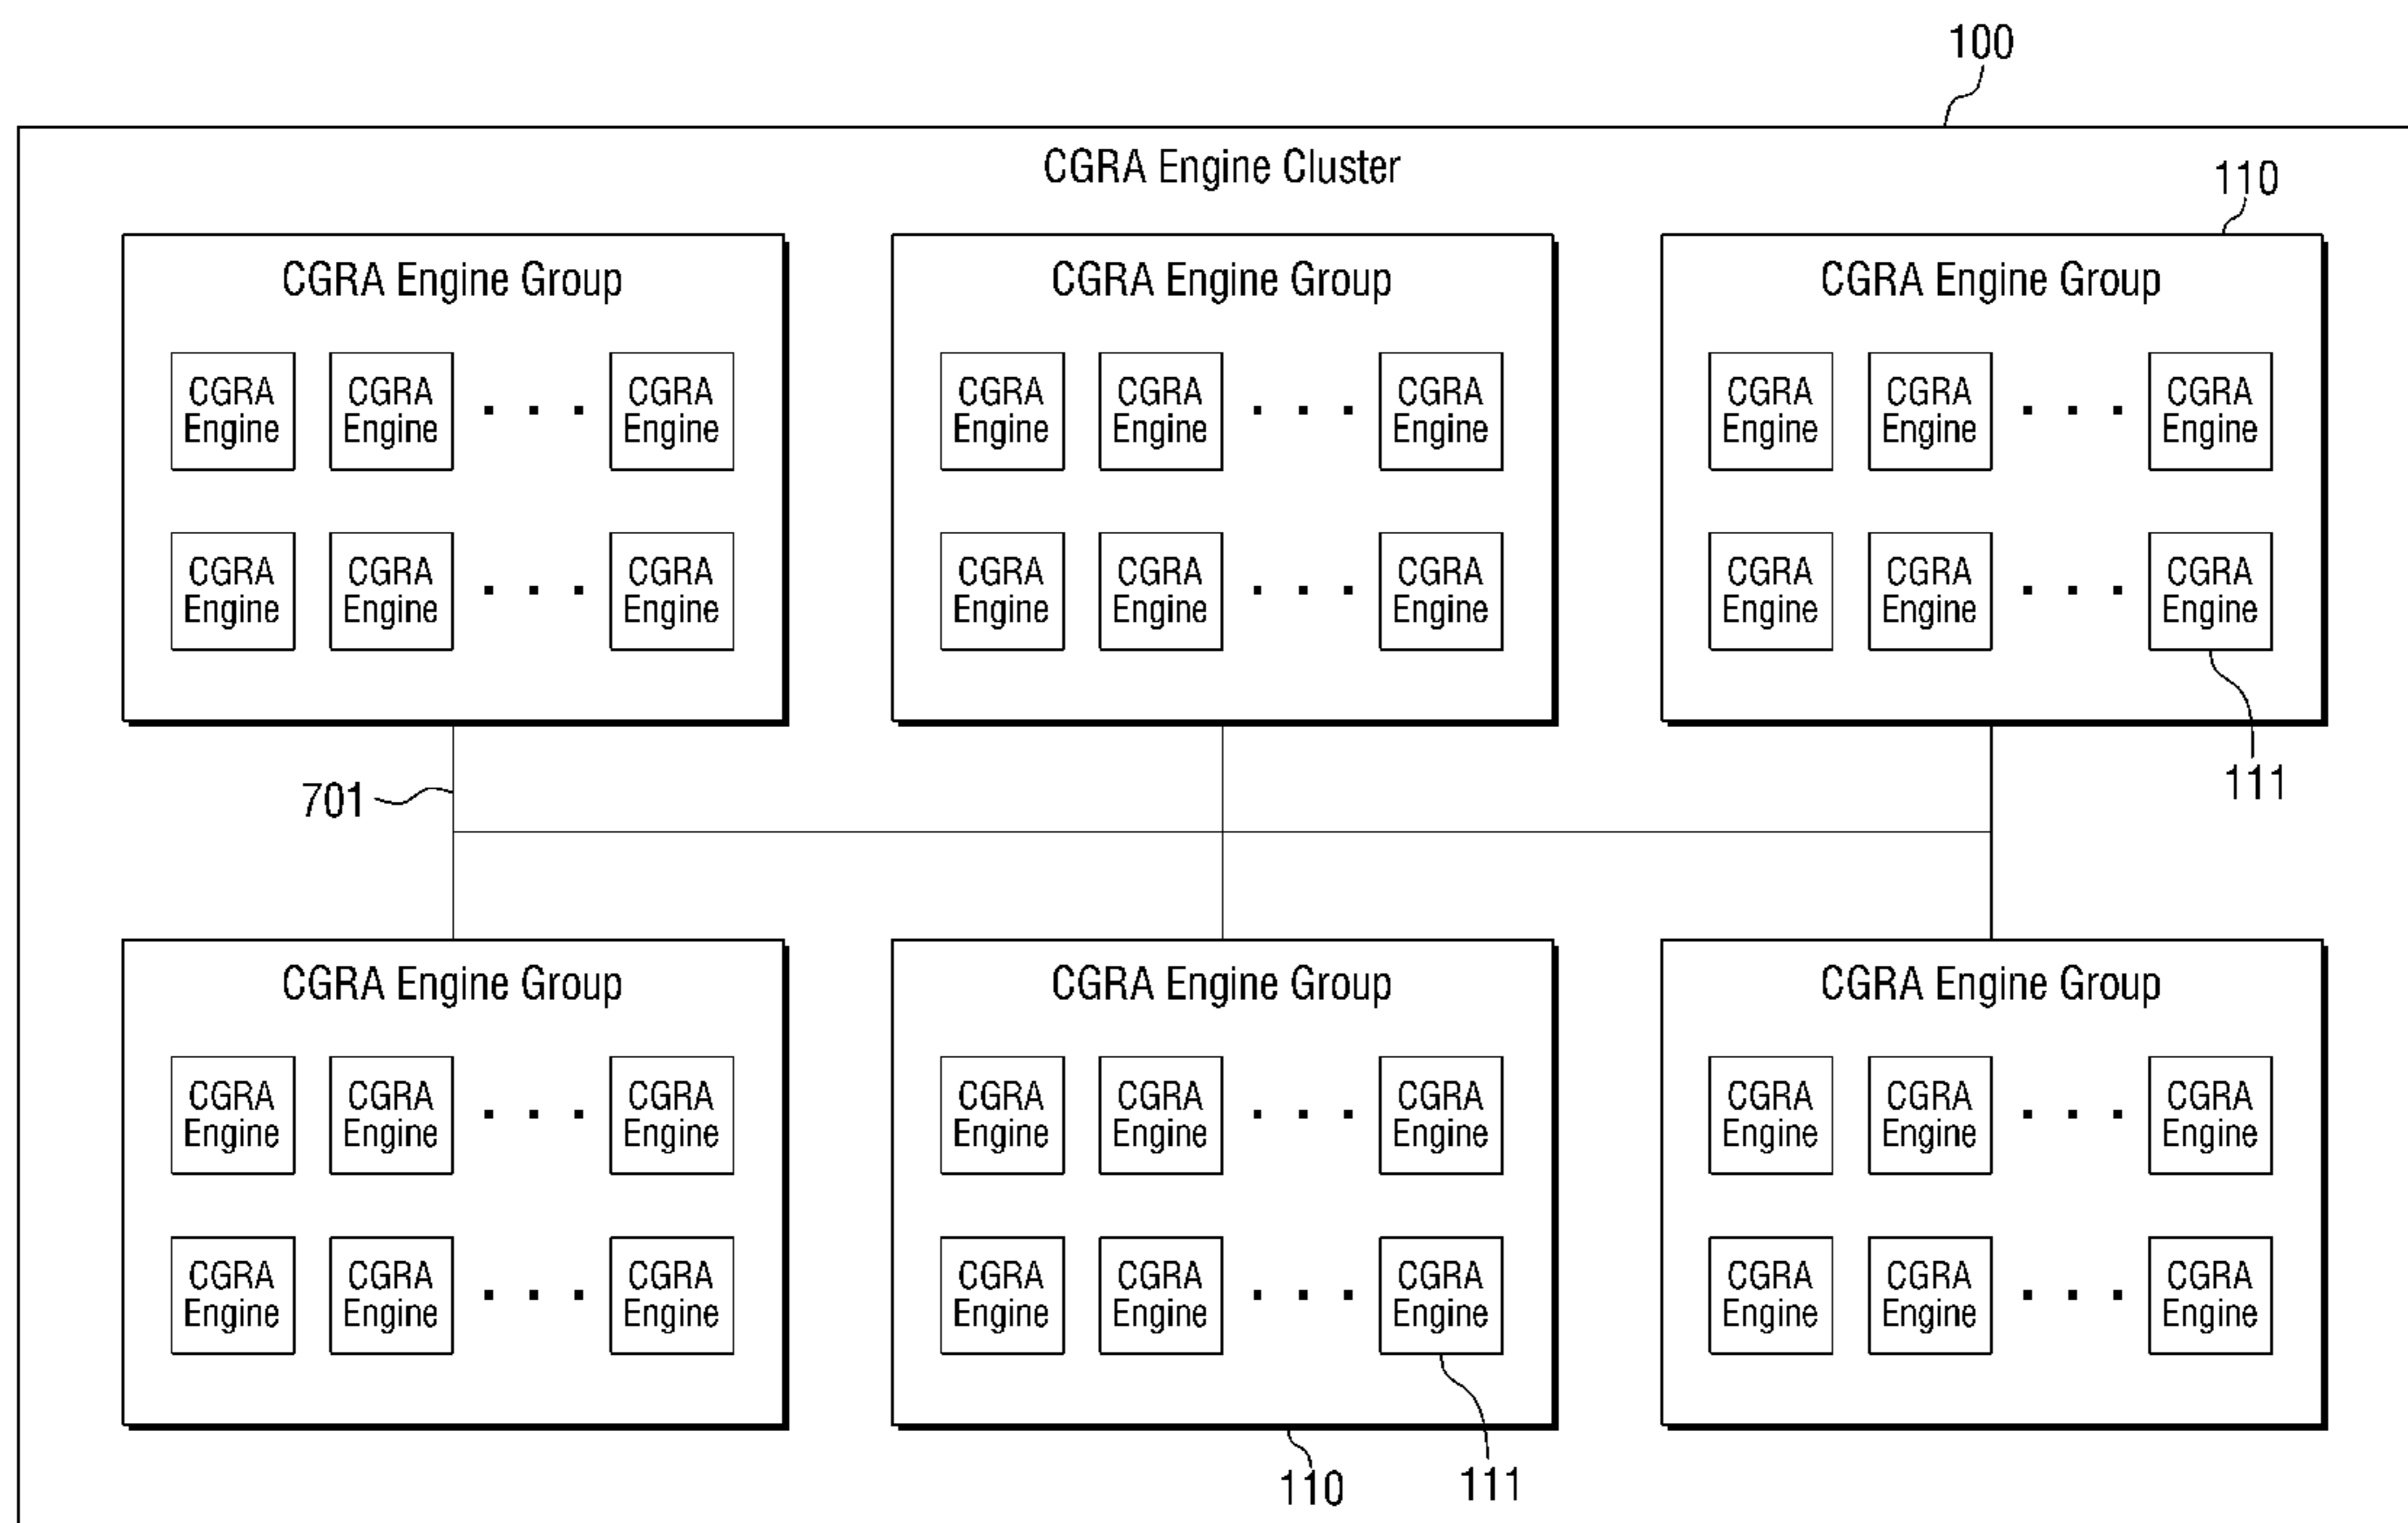 100
CGRA Engine Cluster
110
CGRA Engine Group
CGRA Engine Group
CGRA Engine Group
CGRA CGRA CGRA
Engine Engine . . . Engine
CGRA CGRA CGRA
Engine Engine . . . Engine
CGRA CGRA CGRA
Engine Engine . . . Engine
CGRA CGRA CGRA
Engine Engine . . . Engine
CGRA CGRA CGRA
Engine Engine . . . Engine
CGRA CGRA CGRA
Engine Engine . . . Engine
701
111
CGRA Engine Group
CGRA Engine Group
CGRA Engine Group
CGRA CGRA CGRA
Engine Engine . . . Engine
CGRA CGRA CGRA
Engine Engine . . . Engine
CGRA CGRA CGRA
Engine Engine . . . Engine
CGRA CGRA CGRA
Engine Engine . . . Engine
CGRA CGRA CGRA
Engine Engine . . . Engine
CGRA CGRA CGRA
Engine Engine . . . Engine
110
111